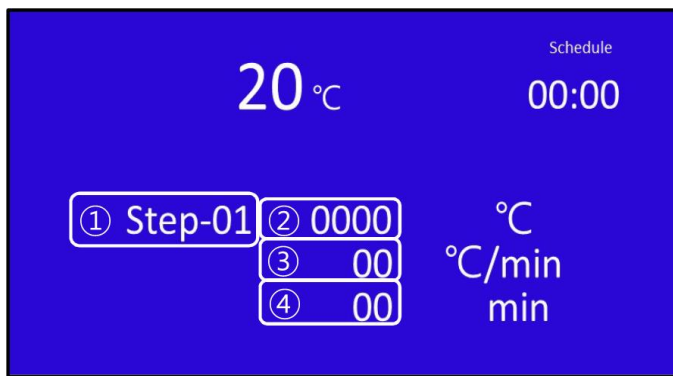 Schedule
20 ℃ 00:00
① Step-01 ② 0000 ℃
③ 00 ℃/min
④ 00 min